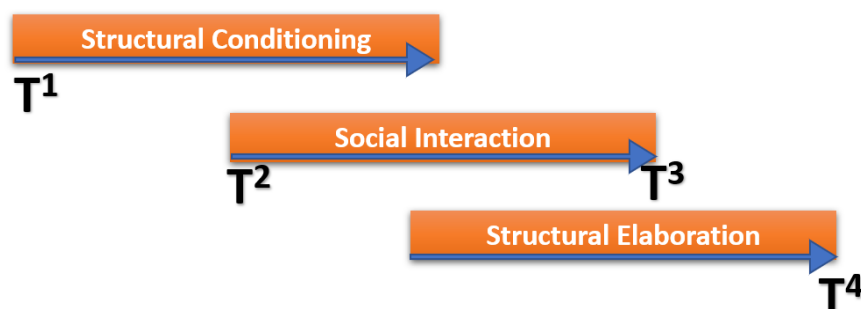 Structural Conditioning
T1
Social Interaction
T2
T3
Structural Elaboration
T4